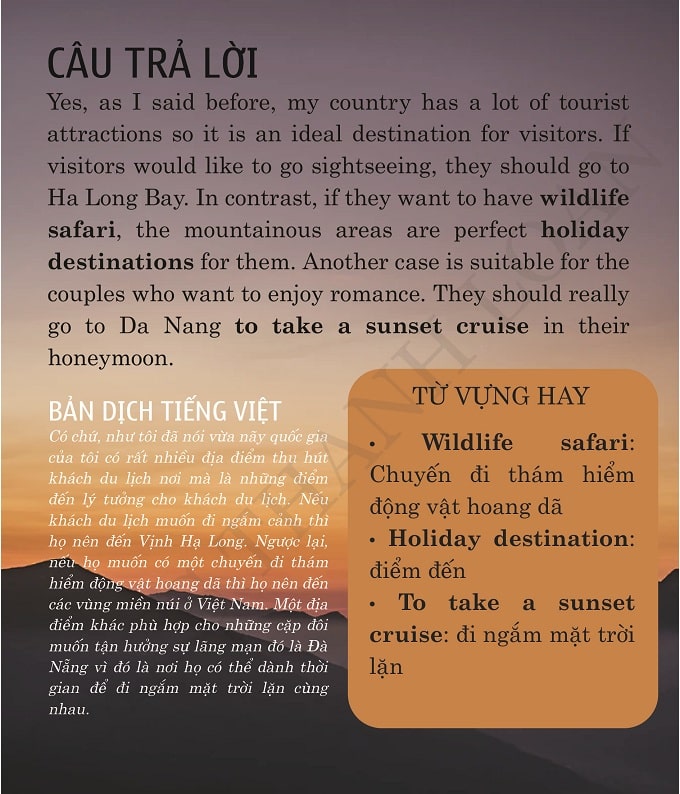 CÂU TRẢ LỜI
Yes, as I said before, my country has a lot of tourist
attractions so it is an ideal destination for visitors. If
visitors would like to go sightseeing, they should go to
Ha Long Bay. In contrast, if they want to have wildlife
safari, the mountainous areas are perfect holiday
destinations for them. Another case is suitable for the
couples who want to enjoy romance. They should really
go to Da Nang to take a sunset cruise in their
honeymoon.
BẢN DỊCH TIẾNG VIỆT
Có chứ, như tôi đã nói vừa nãy quốc gia
của tôi có rất nhiều địa điểm thu hút
khách du lịch nơi mà là những điểm
đến lý tưởng cho khách du lịch. Nếu
khách du lịch muốn đi ngắm cảnh thì
họ nên đến Vịnh Hạ Long. Ngược lại,
nếu họ muốn có một chuyến đi thám
hiểm động vật hoang dã thì họ nên đến
các vùng miền núi ở Việt Nam. Một địa
điểm khác phù hợp cho những cặp đôi
muốn tận hưởng sự lãng mạn đó là Đà
Nẵng vì đó là nơi họ có thể dành thời
gian để đi ngắm mặt trời lặn cùng
nhau.
TỪ VỰNG HAY
• Wildlife safari:
Chuyến đi thám hiểm
động vật hoang dã
• Holiday destination:
điểm đến
• To take a sunset
cruise: đi ngắm mặt trời
lặn
THANH LOAN